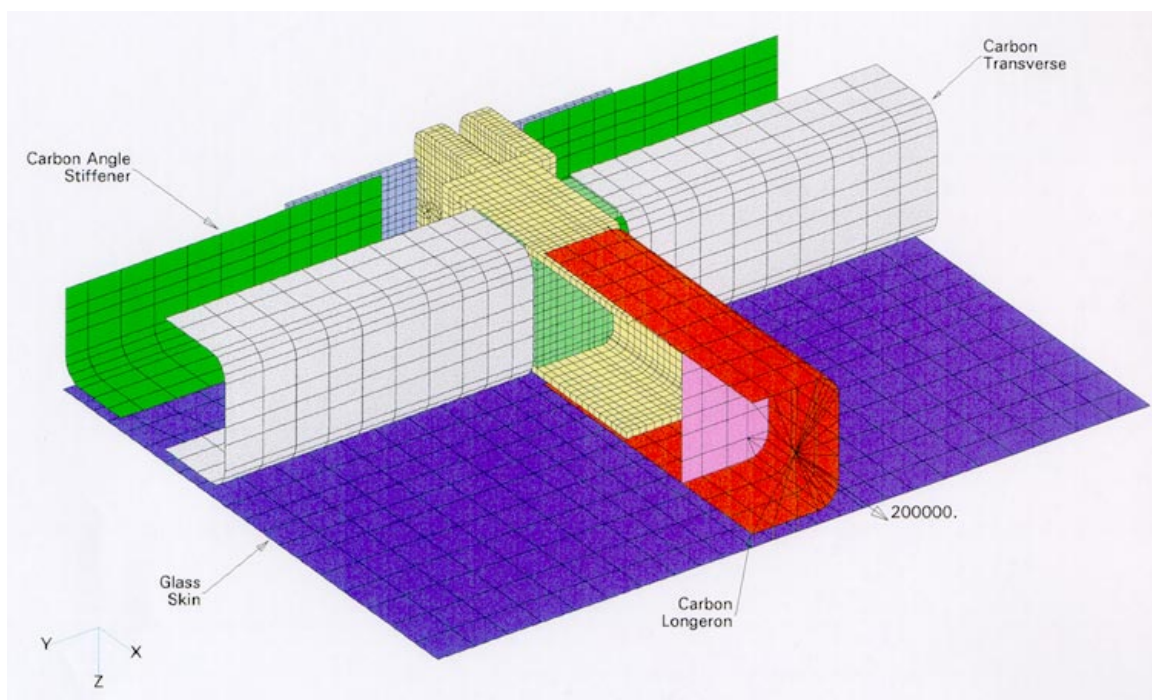 Carbon
Transverse
Carbon Angle
Stiffener
200000.
Glass
Skin
Carbon
Longeron
Y
X
Z